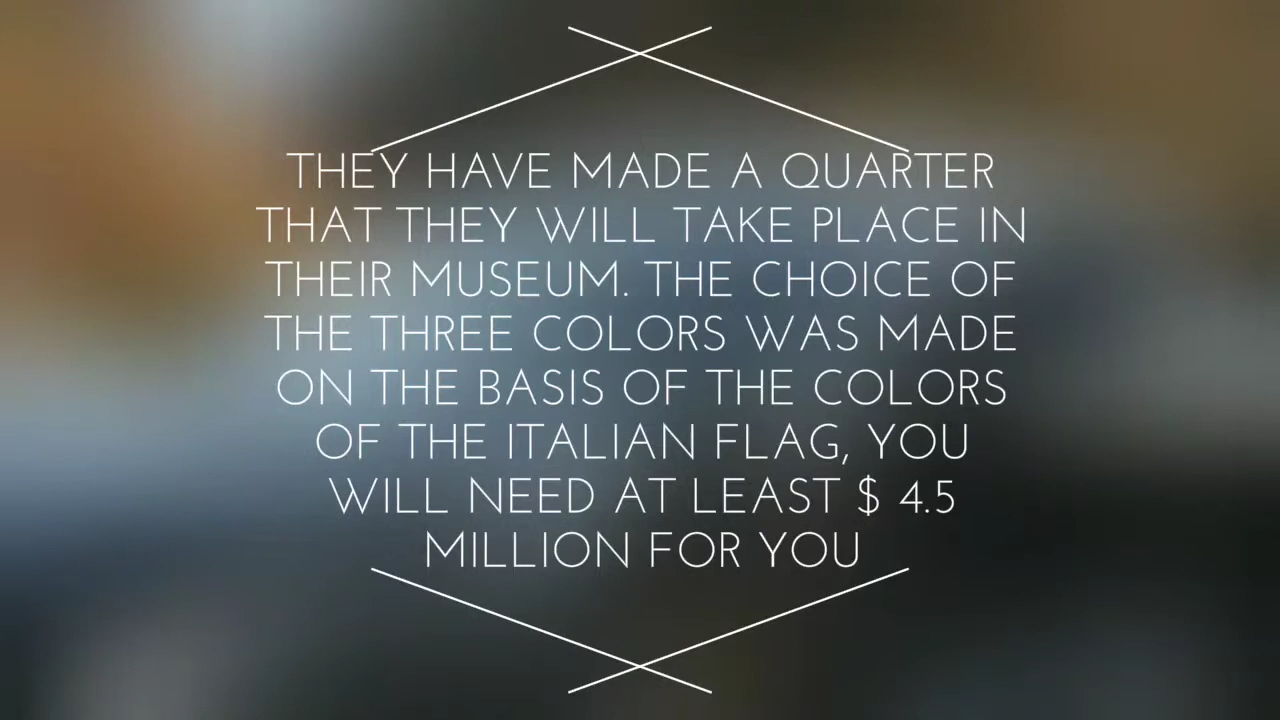 THEY HAVE MADE A QUARTER
THAT THEY WILL TAKE PLACE IN
THEIR MUSEUM. THE CHOICE OF
THE THREE COLORS WAS MADE
ON THE BASIS OF THE COLORS
OF THE ITALIAN FLAG, YOU
WILL NEED AT LEAST $ 4.5
MILLION FOR YOU